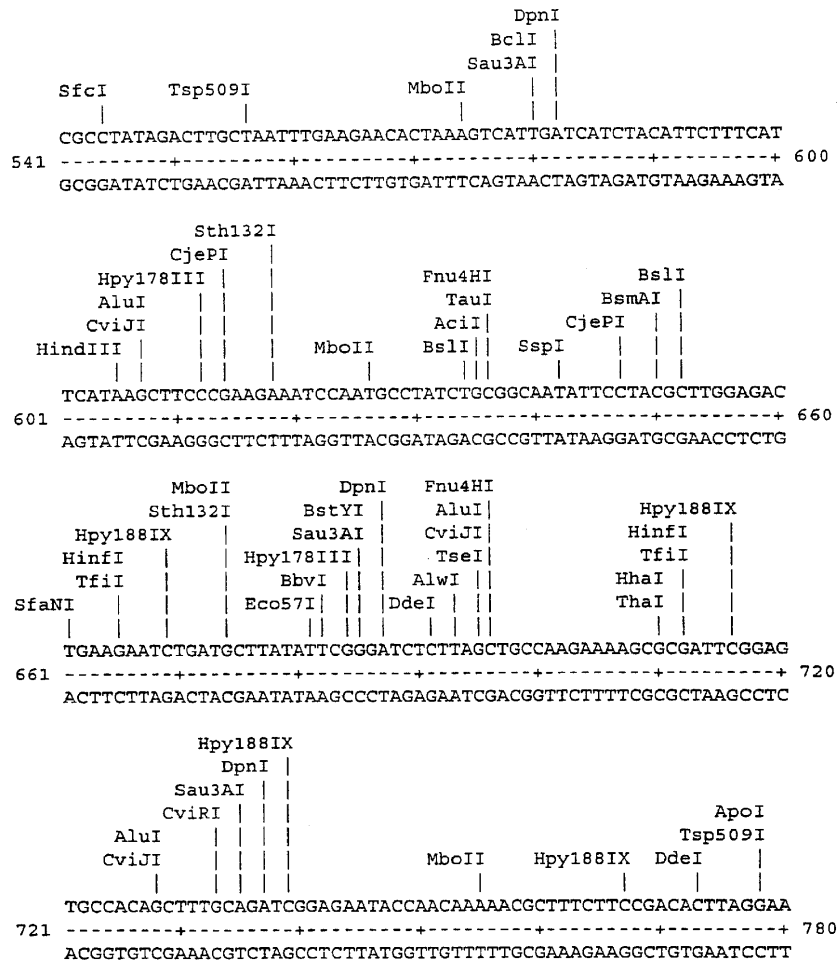 DpnI
BclI
Sau3AI
SfcI Tsp509I MboII
CGCCTATAGACTTGCTAATTTGAAGAACACTAAAGTCATTGATCATCTACATTCTTTCAT
541 ---------+---------+---------+---------+---------+---------+ 600
GCGGATATCTGAACGATTAAACTTCTTGTGATTTCAGTAACTAGTAGATGTAAGAAAGTA
Sth132I
CjePI
Hpy178III Fnu4HI BslI
AluI TauI BsmAI
CviJI AciI CjePI
HindIII MboII BslI SspI
TCATAAGCTTCCCGAAGAAATCCAATGCCTATCTGCGGCAATATTCCTACGCTTGGAGAC
601 ---------+---------+---------+---------+---------+---------+ 660
AGTATTCGAAGGGCTTCTTTAGGTTACGGATAGACGCCGTTATAAGGATGCGAACCTCTG
MboII DpnI Fnu4HI
Sth132I BstYI AluI Hpy188IX
Hpy188IX Sau3AI CviJI HinfI
HinfI Hpy178III TseI TfiI
TfiI BbvI AlwI HhaI
SfaNI Eco57I DdeI ThaI
TGAAGAATCTGATGCTTATATTCGGGATCTCTTAGCTGCCAAGAAAAGCGCGATTCGGAG
661 ---------+---------+---------+---------+---------+---------+ 720
ACTTCTTAGACTACGAATATAAGCCCTAGAGAATCGACGGTTCTTTTCGCGCTAAGCCTC
Hpy188IX
DpnI
Sau3AI
CviRI ApoI
AluI Tsp509I
CviJI MboII Hpy188IX DdeI
TGCCACAGCTTTGCAGATCGGAGAATACCAACAAAAACGCTTTCTTCCGACACTTAGGAA
721 ---------+---------+---------+---------+---------+---------+ 780
ACGGTGTCGAAACGTCTAGCCTCTTATGGTTGTTTTTGCGAAAGAAGGCTGTGAATCCTT